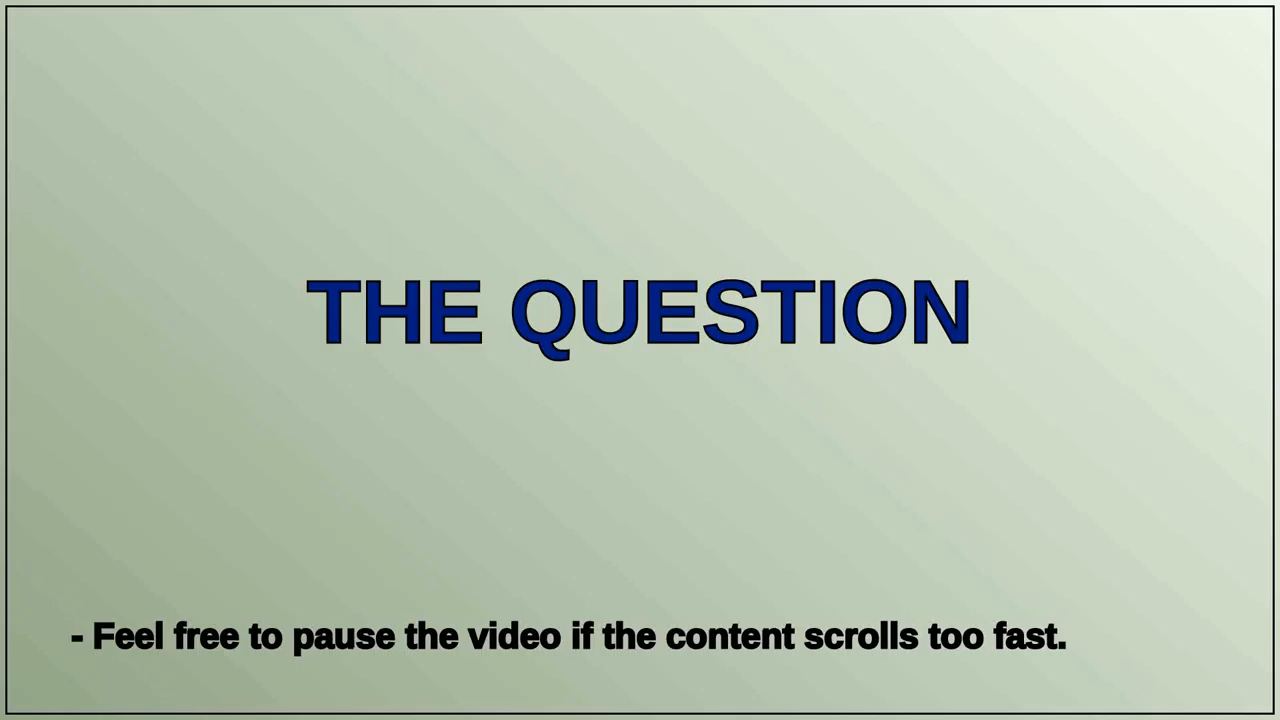 THE QUESTION
- Feel free to pause the video if the content scrolls too fast.